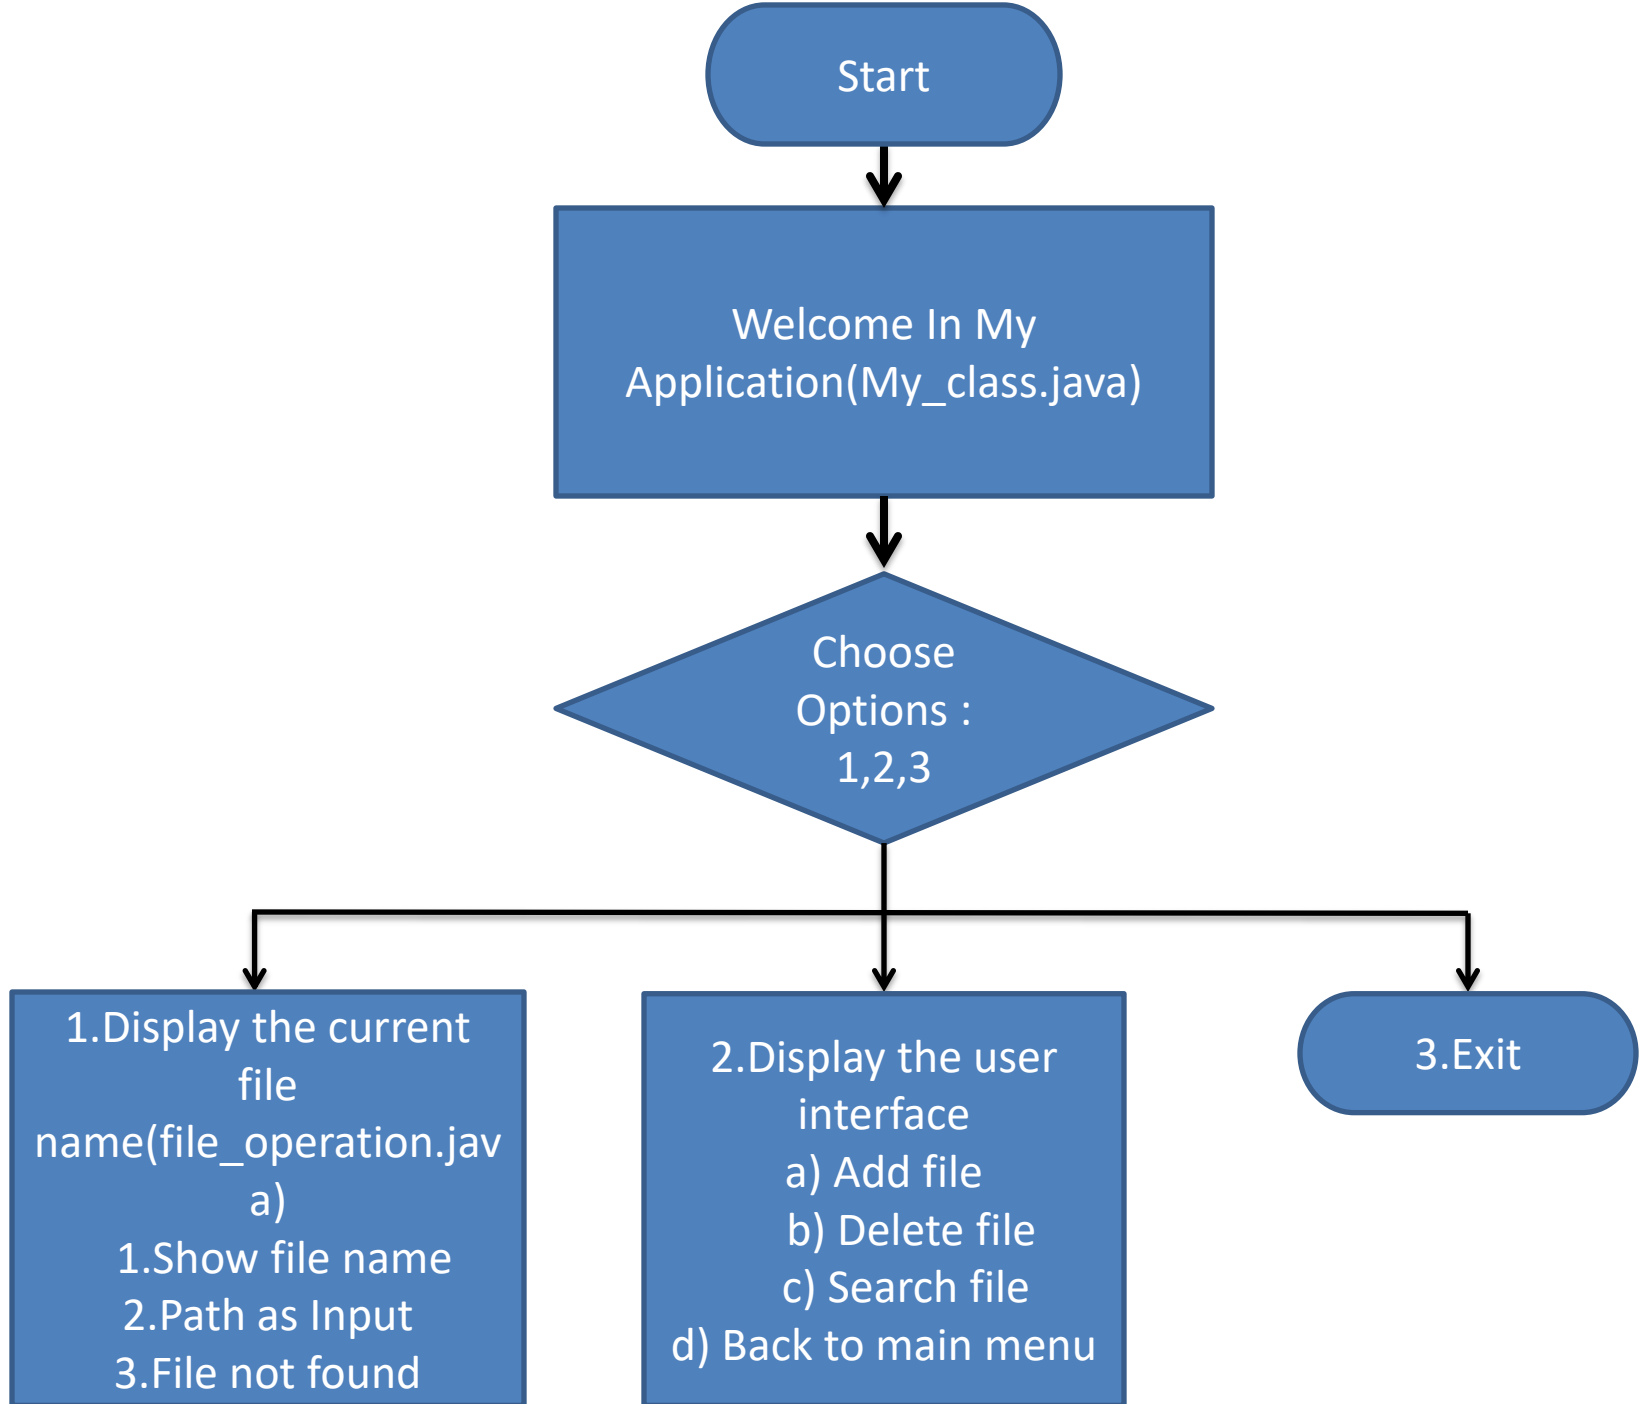 Start
Welcome In My
Application(My_class.java)
Choose
Options :
1,2,3
1.Display the current
file
name(file_operation.jav
a)
1.Show file name
2.Path as Input
3.File not found
2.Display the user
interface
a) Add file
b) Delete file
c) Search file
d) Back to main menu
3.Exit